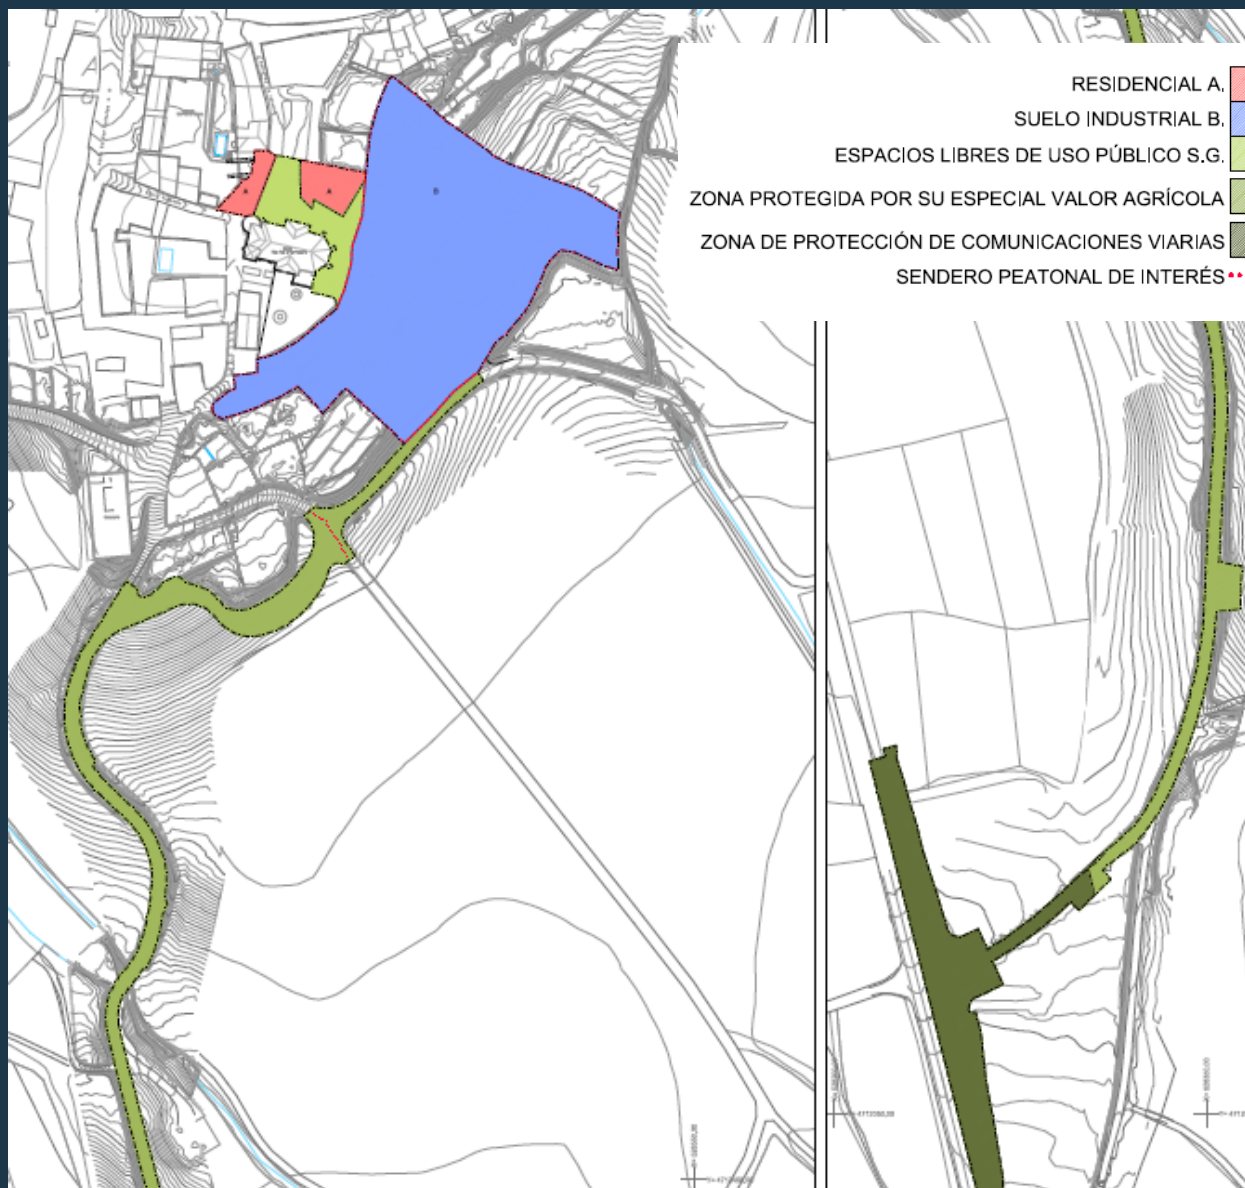 RESIDENCIAL A.
SUELO INDUSTRIAL B.
ESPACIOS LIBRES DE USO PÚBLICO S.G.
ZONA PROTEGIDA POR SU ESPECIAL VALOR AGRÍCOLA
ZONA DE PROTECCIÓN DE COMUNICACIONES VIARIAS
SENDERO PEATONAL DE INTERÉS
A
A
B